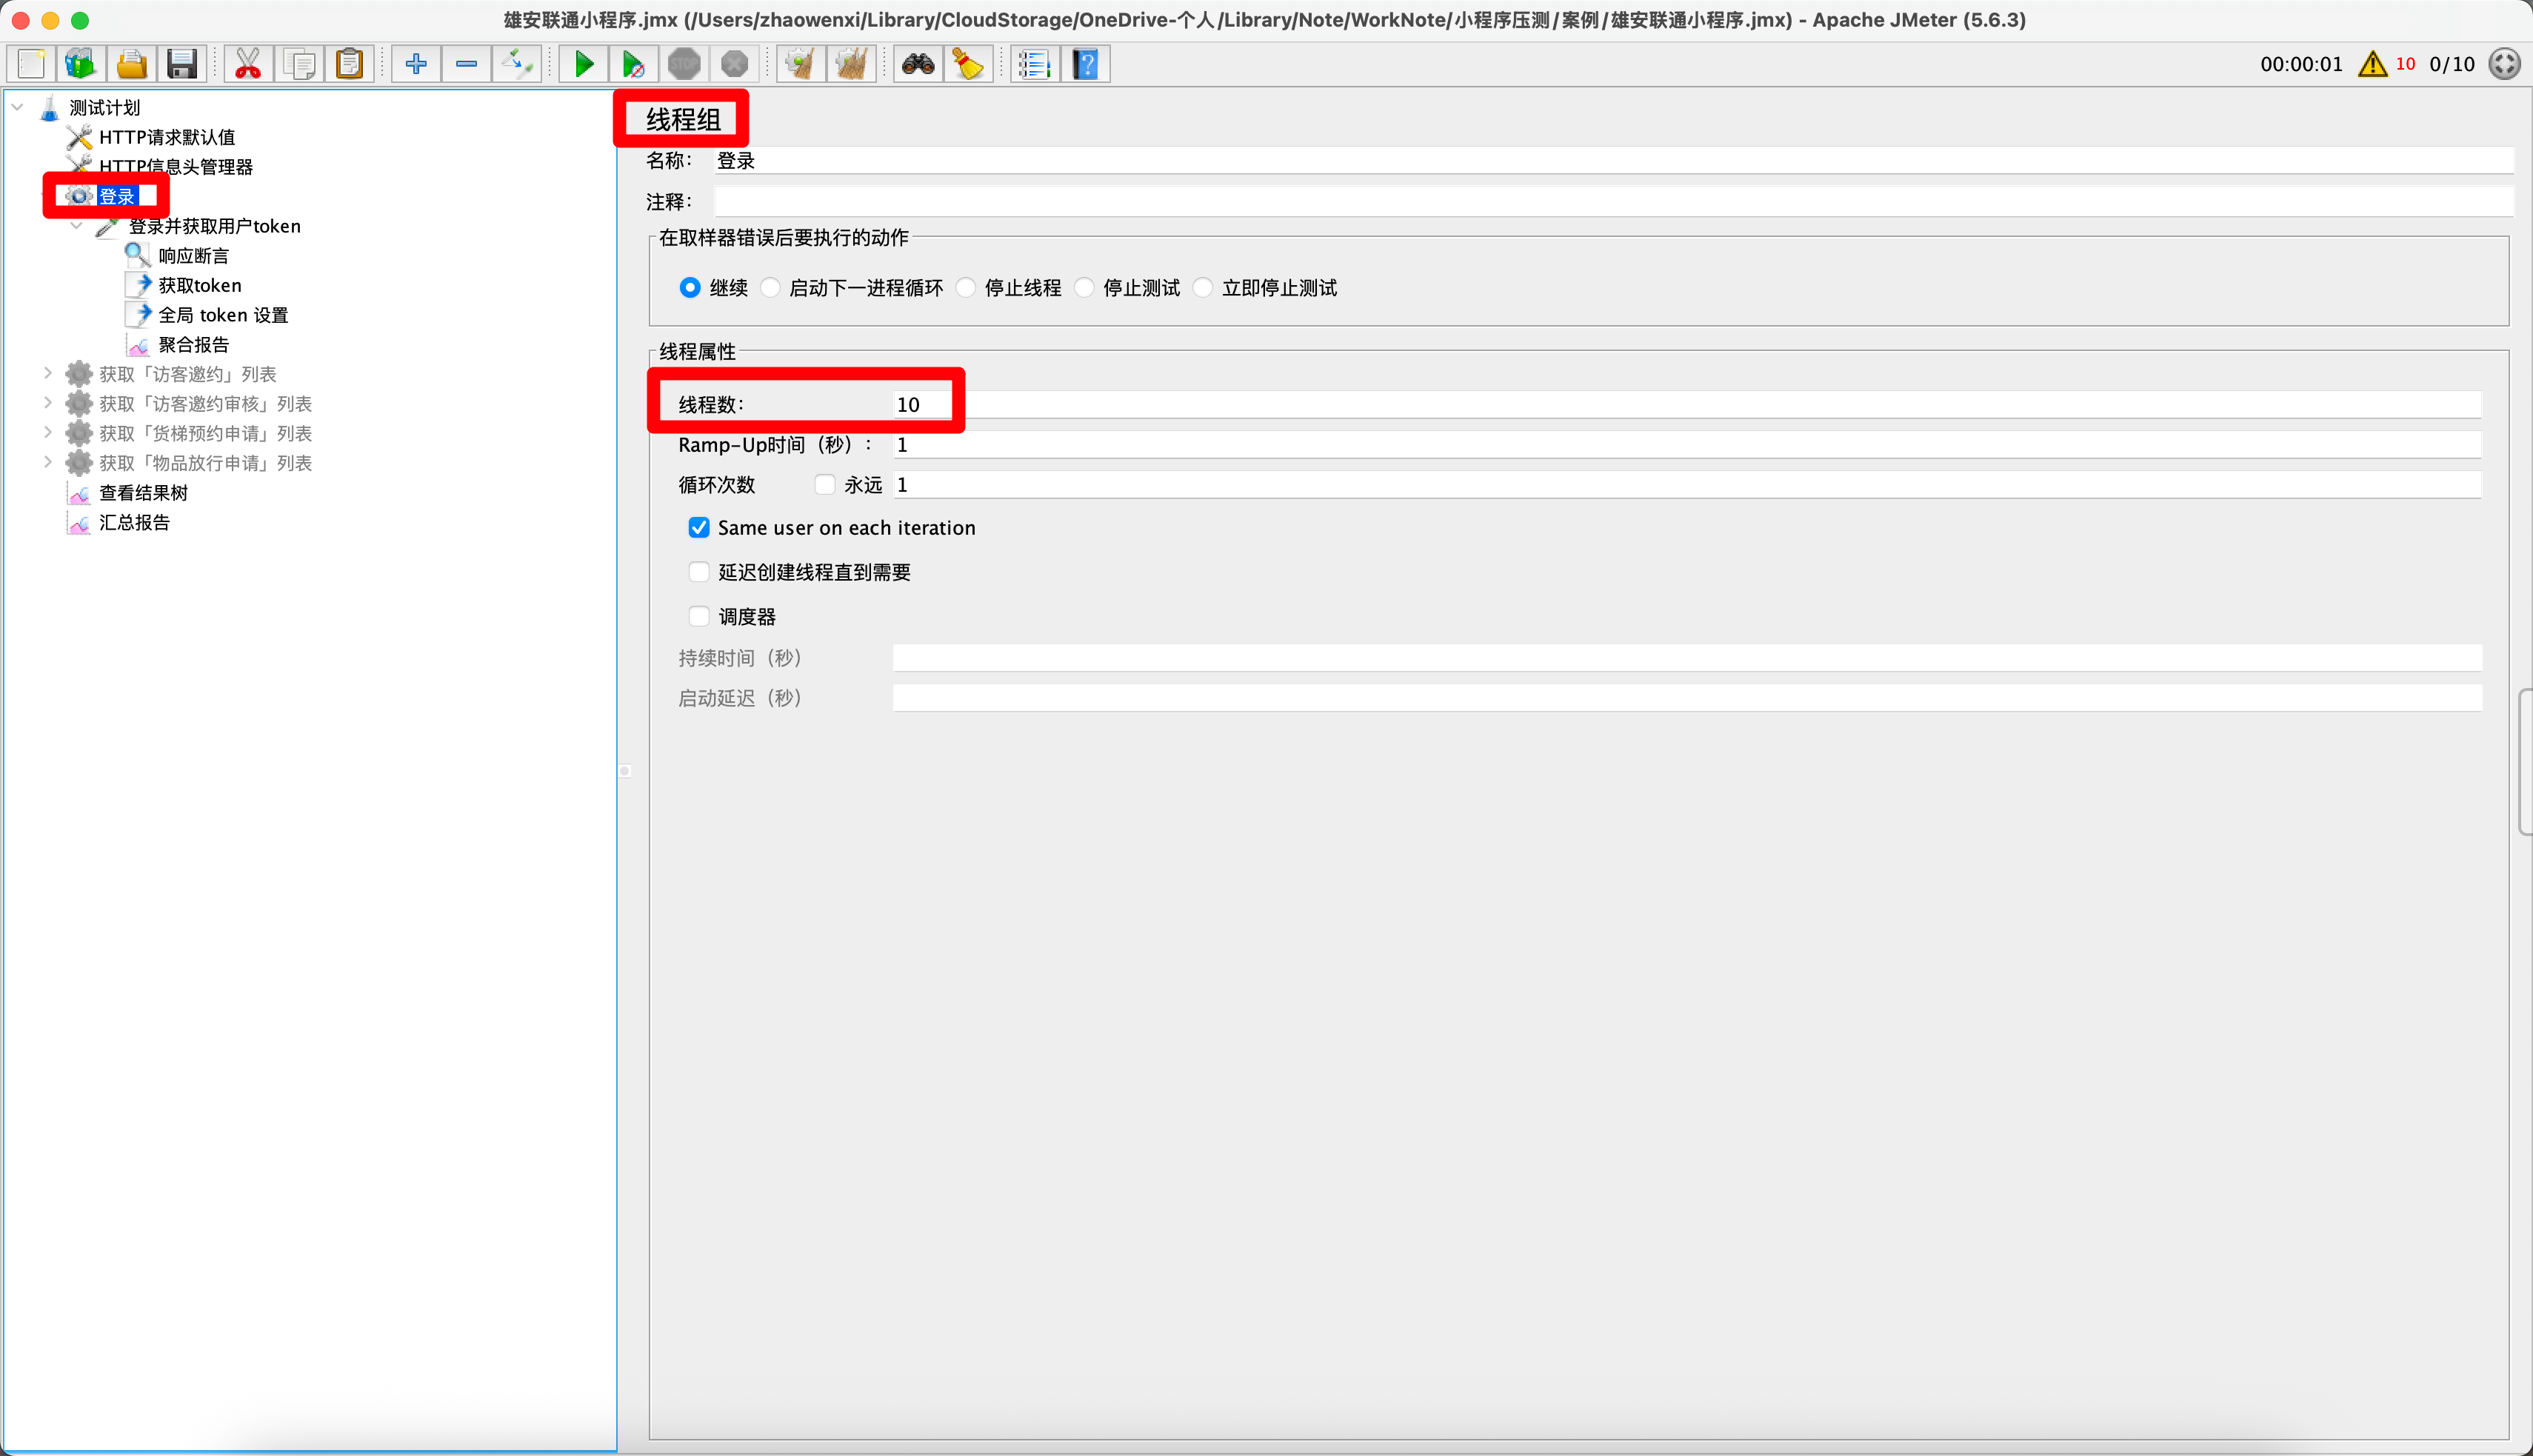 雄安联通小程序.jmx (/Users/zhaowenxi/Library/CloudStorage/OneDrive-个人/Library/Note/WorkNote/小程序压测/案例/雄安联通小程序.jmx) - Apache JMeter (5.6.3)
STOP
00:00:01 10 0/10
测试计划
HTTP请求默认值
HTTP信息头管理器
登录
登录并获取用户token
响应断言
获取token
全局 token 设置
聚合报告
获取「访客邀约」列表
获取「访客邀约审核」列表
获取「货梯预约申请」列表
获取「物品放行申请」列表
查看结果树
汇总报告
线程组
名称: 登录
注释:
在取样器错误后要执行的动作
继续 启动下一进程循环 停止线程 停止测试 立即停止测试
线程属性
线程数: 10
Ramp-Up时间（秒）: 1
循环次数 永远 1
Same user on each iteration
延迟创建线程直到需要
调度器
持续时间（秒）
启动延迟（秒）